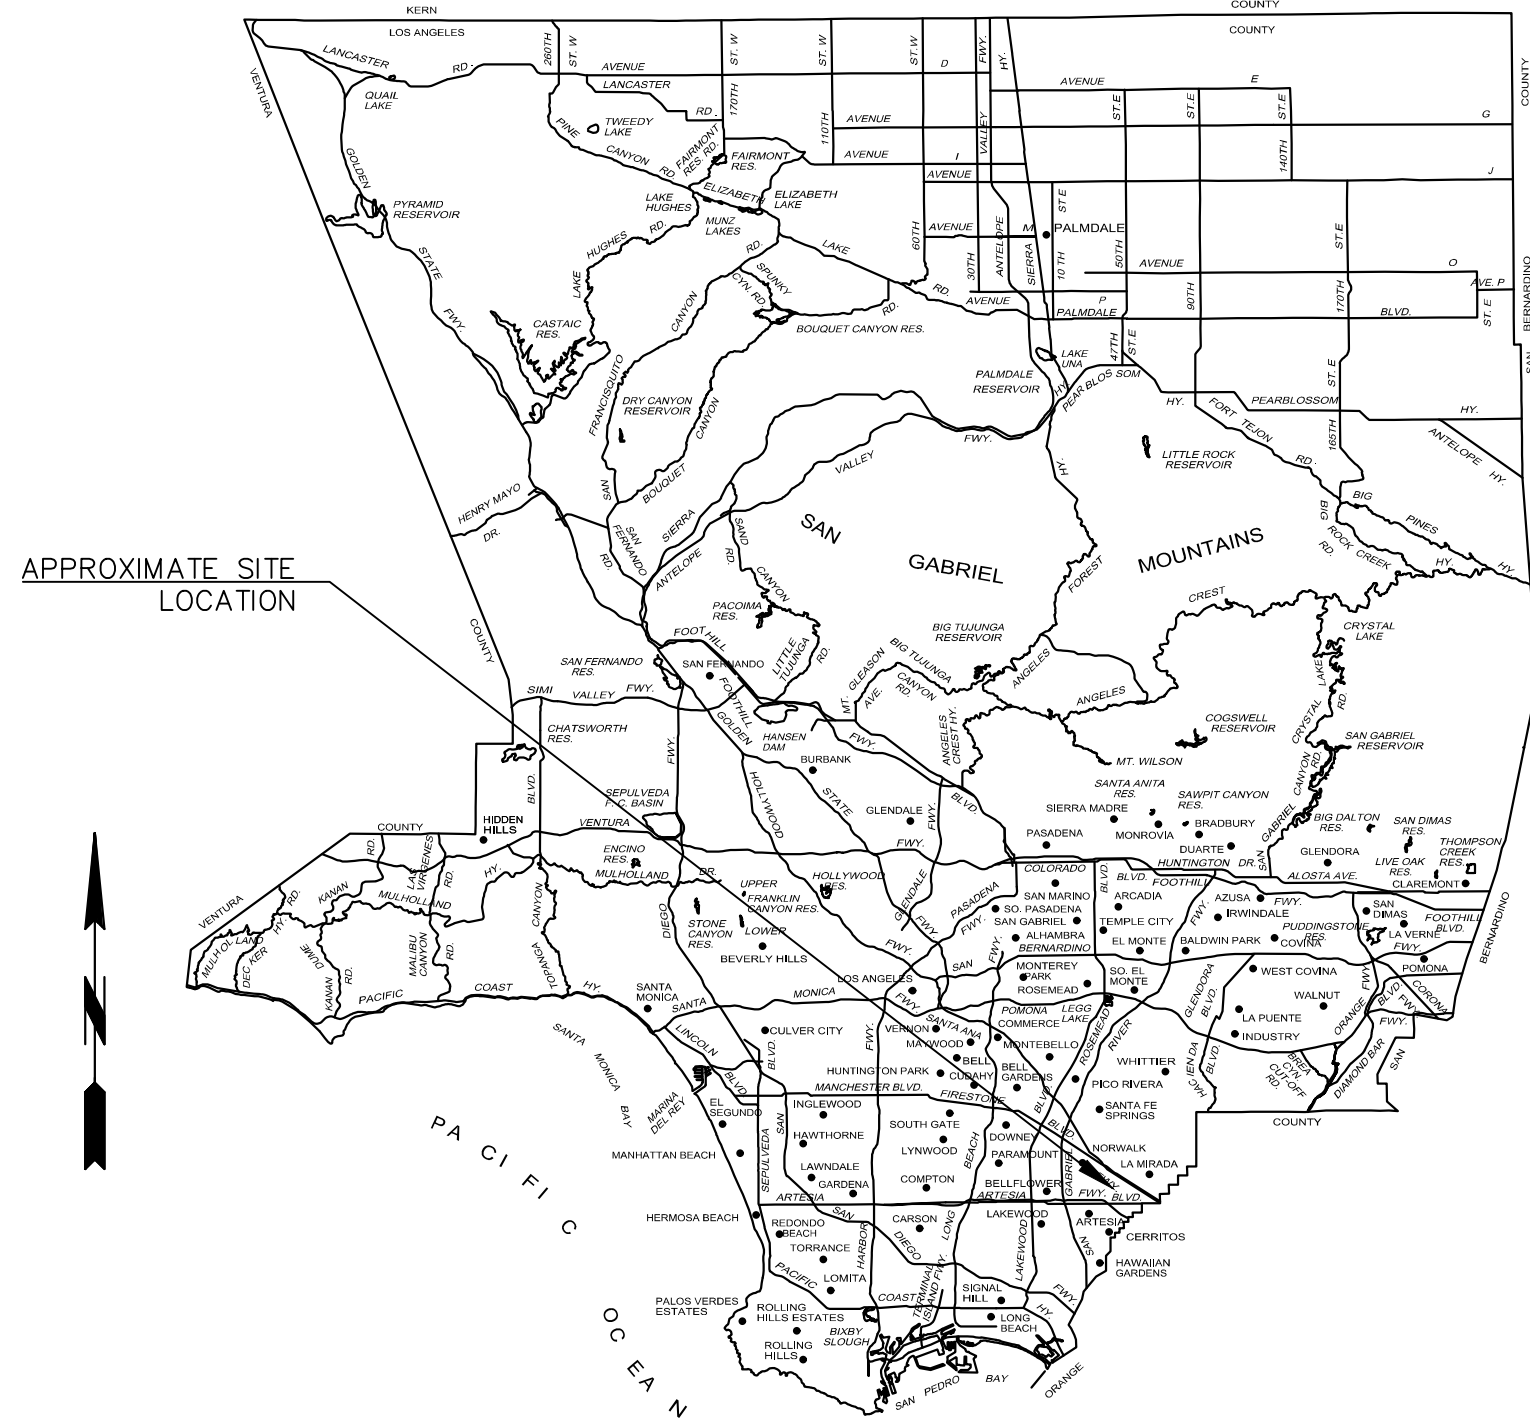 KERN
COUNTY
LOS ANGELES
COUNTY
VENTURA
COUNTY
LANCASTER
RD.
260TH
ST. W
AVENUE
LANCASTER
RD.
170TH
ST. W
110TH
ST. W
ST.W
D
FWY.
HY.
AVENUE
E
QUAIL
LAKE
TWEEDY
LAKE
PINE
CANYON
RD.
FAIRMONT
RES. RD.
FAIRMONT
RES.
AVENUE
G
AVENUE
I
VALLEY
ST.E
ST.E
ST.E
140TH
AVENUE
J
GOLDEN
PYRAMID
RESERVOIR
LAKE
HUGHES
ELIZABETH
ELIZABETH
LAKE
MUNZ
LAKES
HUGHES
RD.
LAKE
RD.
LAKE
60TH
AVENUE
M
PALMDALE
ST E
30TH
ANTELOPE
SIERRA
10 TH
50TH
AVENUE
O
ST.E
170TH
90TH
AVE. P
ST. E
STATE
FWY.
SPUNKY
CYN. RD.
CANYON
RD.
RD.
AVENUE
P
PALMDALE
BLVD.
SAN BERNARDINO
CASTAIC
RES.
BOUQUET CANYON RES.
LAKE
UNA
47TH
ST.E
PALMDALE
RESERVOIR
HY.
PEARBLOS SOM
HY.
PEARBLOSSOM
HY.
ST. E
165TH
FRANCISQUITO
DRY CANYON
RESERVOIR
CANYON
SAN
BOUQUET
FWY.
VALLEY
HY.
LITTLE ROCK
RESERVOIR
FORT
TEJON
RD.
ANTELOPE
HY.
HENRY MAYO
DR.
SAN
FERNANDO
RD.
SIERRA
ANTELOPE
SAND
RD.
CANYON
SAN
GABRIEL
MOUNTAINS
BIG
PINES
HY.
BIG
ROCK CREEK
RD.
HY.
APPROXIMATE SITE
LOCATION
FOREST
CREST
PACOIMA
RES.
FOOT HILL
LITTLE
TUJUNGA
RD.
BIG TUJUNGA
RESERVOIR
CRYSTAL
LAKE
COUNTY
SAN FERNANDO
RES.
SAN FERNANDO
SIMI
VALLEY
FWY.
MT. GLEASON
AVE.
BIG TUJUNGA
CANYON
RD.
ANGELES
ANGELES
FOOTHILL
GOLDEN
CHATSWORTH
RES.
HANSEN
DAM
FWY.
ANGELES
CREST HY.
COGSWELL
RESERVOIR
CRYSTAL
LAKE
RD.
SAN GABRIEL
RESERVOIR
BURBANK
MT. WILSON
FWY.
BLVD.
SEPULVEDA
F. C. BASIN
HOLLYWOOD
STATE
GLENDALE
FWY.
BLVD.
SANTA ANITA
RES.
SAWPIT CANYON
RES.
SIERRA MADRE
MONROVIA
BRADBURY
GABRIEL
CANYON
RD.
BIG DALTON
RES.
SAN DIMAS
RES.
THOMPSON
CREEK
RES.
COUNTY
HIDDEN
HILLS
VENTURA
FWY.
PASADENA
DUARTE
HUNTINGTON DR.
SAN
GLENDORA
LIVE OAK
RES.
ALOSTA AVE.
CLAREMONT
RD.
LAS
VIRGENES
RD.
HY.
ENCINO
RES.
MULHOLLAND
DR.
UPPER
FRANKLIN
CANYON RES.
HOLLYWOOD
RES.
COLORADO
BLVD.
BLVD.
FOOTHILL
VENTURA
KANAN
MULHOLLAND
GLENDALE
PASADENA
FWY.
SAN MARINO
ARCADIA
AZUSA
FWY.
SO. PASADENA
SAN GABRIEL
TEMPLE CITY
FWY.
IRWINDALE
SAN
DIMAS
FOOTHILL
BLVD.
MULHOLLAND
HY.
RD.
DUME
MALIBU
CANYON
RD.
CANYON
TOPANGA
DIEGO
STONE
CANYON
RES.
LOWER
BEVERLY HILLS
FWY.
FWY.
ALHAMBRA
BERNARDINO
SAN
FWY.
EL MONTE
BALDWIN PARK
COVINA
PUDDINGSTONE
RES.
LA VERNE
FWY.
POMONA
BERNARDINO
DECKER
KANAN
RD.
PACIFIC
COAST
HY.
SANTA
MONICA
SANTA
MONICA
LOS ANGELES
FWY.
MONTEREY
PARK
ROSEMEAD
SO. EL
MONTE
WEST COVINA
WALNUT
FWY
BLVD.
CORONA
FWY.
GLENDORA
BLVD.
ORANGE
FWY.
POMONA
LEGG
LAKE
LA PUENTE
INDUSTRY
SANTA
MONICA
BAY
LINCOLN
BLVD.
CULVER CITY
BLVD.
FWY.
VERNON
SANTA ANA
COMMERCE
ROSEMEAD
RIVER
MAYWOOD
MONTEBELLO
WHITTIER
BELL
BELL
GARDENS
HUNTINGTON PARK
CUDAHY
PICO RIVERA
HACIENDA
BLVD.
BREA
CYN.
CUT-OFF
RD.
DIAMOND BAR
SAN
MANCHESTER BLVD.
FIRESTONE
BLVD.
MARINA
DEL REY
EL
SEGUNDO
SAN
INGLEWOOD
SANTA FE
SPRINGS
COUNTY
SOUTH GATE
DOWNEY
BLVD.
HAWTHORNE
LYNWOOD
BEACH
NORWALK
MANHATTAN BEACH
PARAMOUNT
LA MIRADA
SEPULVEDA
LAWNDALE
GARDENA
COMPTON
BELLFLOWER
GABRIEL
FWY.
ARTESIA
ARTESIA
FWY.
BLVD.
HERMOSA BEACH
SAN
CARSON
LAKEWOOD
ARTESIA
REDONDO
BEACH
HARBOR
DIEGO
LONG
CERRITOS
TORRANCE
LAKEWOOD
SAN
HAWAIIAN
GARDENS
PACIFIC
LOMITA
TERMINAL
ISLAND FWY.
FWY.
COAST
SIGNAL
HILL
HY.
FWY.
PALOS VERDES
ESTATES
ROLLING
HILLS ESTATES
BIXBY
SLOUGH
LONG
BEACH
ROLLING
HILLS
SAN PEDRO BAY
ORANGE
PACIFIC
OCEAN
N